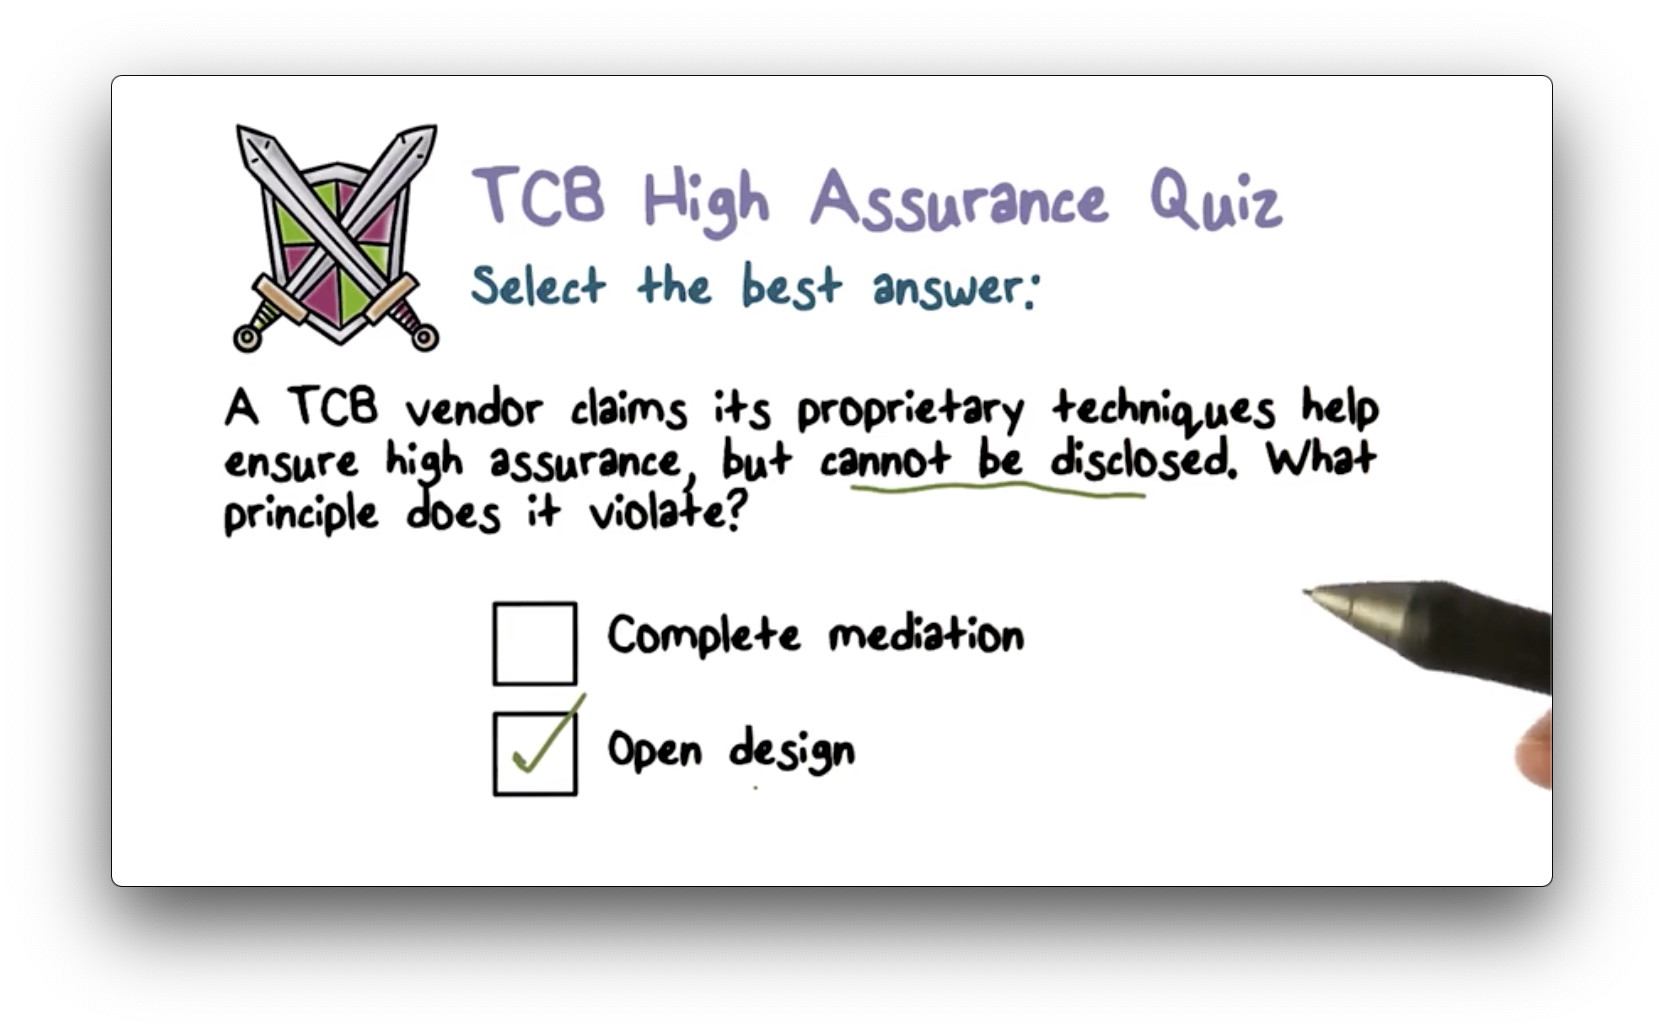 TCB High Assurance Quiz
Select the best answer:
A TCB vendor claims its proprietary techniques help
ensure high assurance, but cannot be disclosed. What
principle does it violate?
Complete mediation
Open design